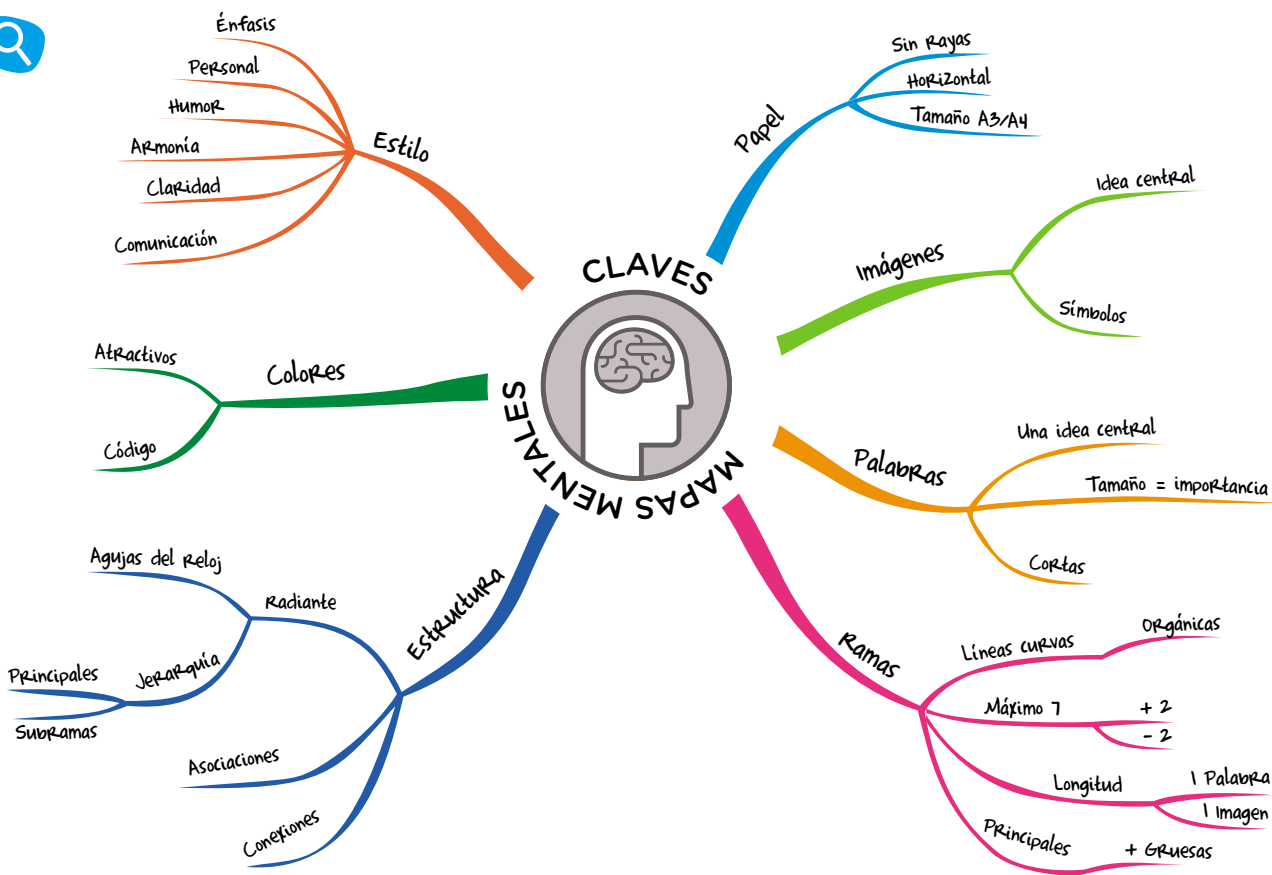 CLAVES
MAPAS MENTALES
Papel
Sin Rayas
Horizontal
Tamaño A3/A4
Imágenes
Idea central
Símbolos
Palabras
Una idea central
Tamaño = importancia
Cortas
Ramas
Líneas curvas
Orgánicas
Máximo 7
+ 2
- 2
Longitud
1 Palabra
1 Imagen
Principales
+ Gruesas
Estructura
Radiante
Agujas del Reloj
Jerarquía
Principales
Subramas
Asociaciones
Conexiones
Colores
Atractivos
Código
Estilo
Énfasis
Personal
Humor
Armonía
Claridad
Comunicación